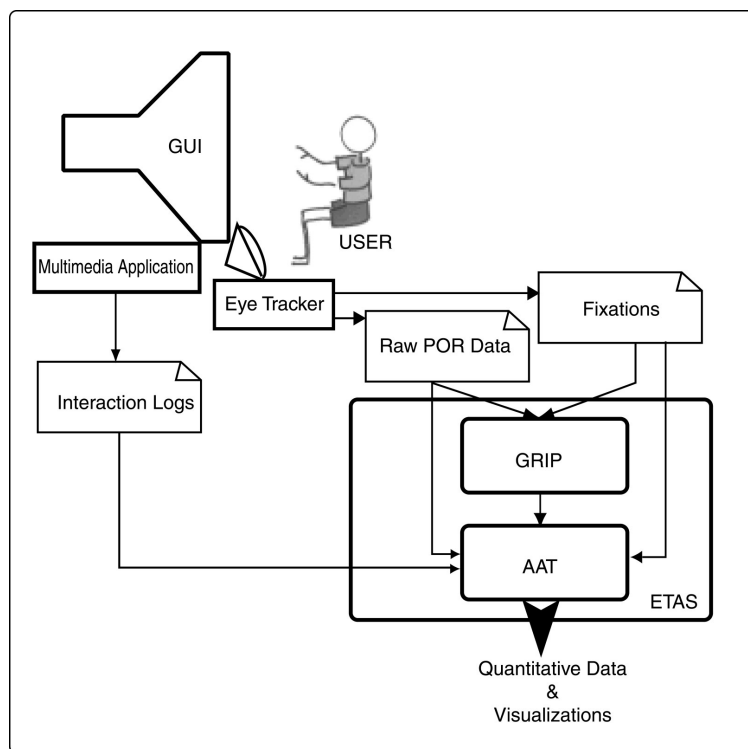 GUI
USER
Multimedia Application
Eye Tracker
Fixations
Raw POR Data
Interaction Logs
GRIP
AAT
ETAS
Quantitative Data
&
Visualizations